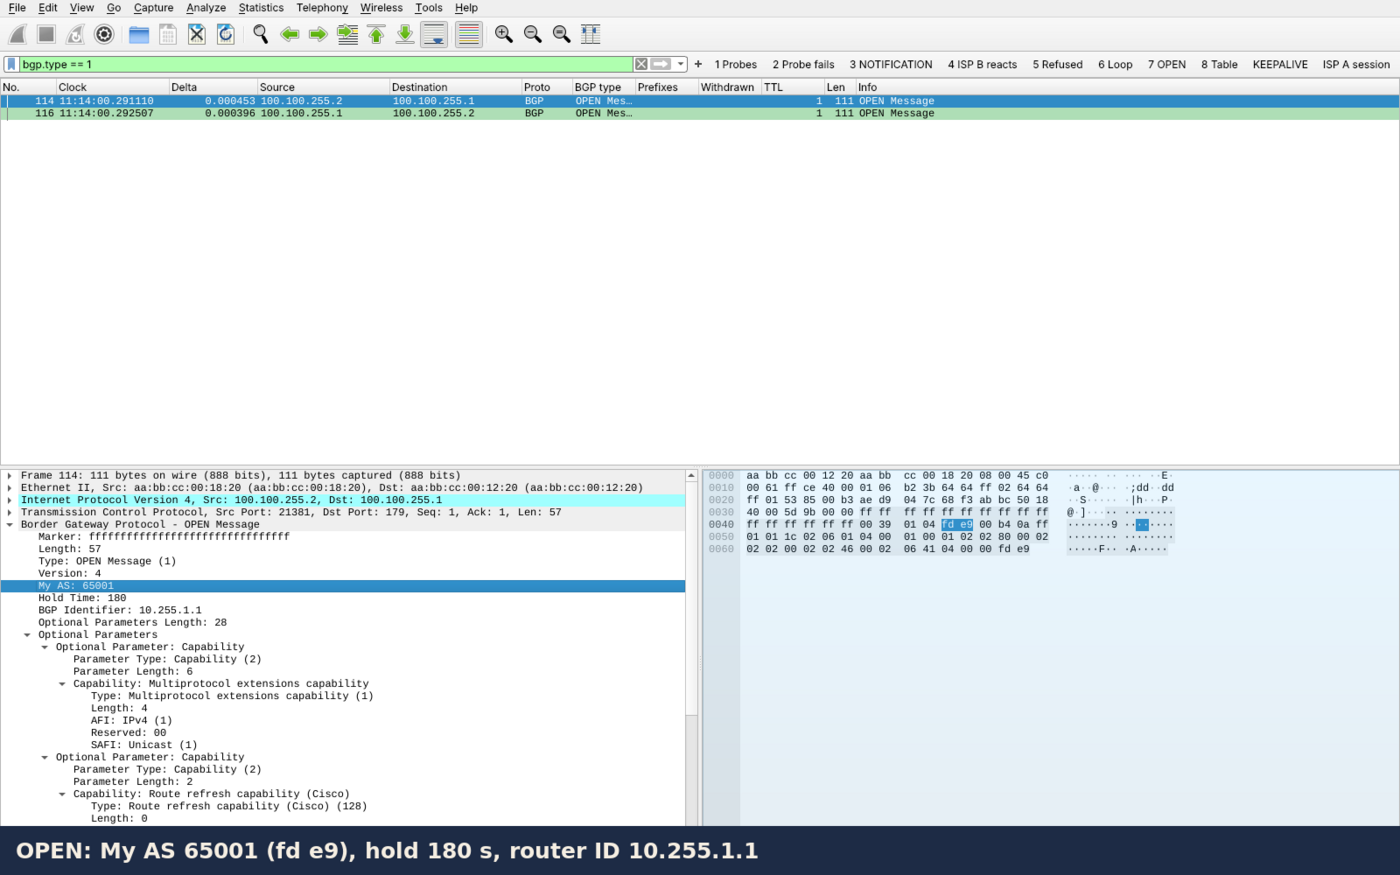 File Edit View Go Capture Analyze Statistics Telephony Wireless Tools Help
bgp.type == 1 + 1 Probes 2 Probe fails 3 NOTIFICATION 4 ISP B reacts 5 Refused 6 Loop 7 OPEN 8 Table KEEPALIVE ISP A session
No. Clock Delta Source Destination Proto BGP type Prefixes Withdrawn TTL Len Info
114 11:14:00.291110 0.000453 100.100.255.2 100.100.255.1 BGP OPEN Mes… 1 111 OPEN Message
116 11:14:00.292507 0.000396 100.100.255.1 100.100.255.2 BGP OPEN Mes… 1 111 OPEN Message
Frame 114: 111 bytes on wire (888 bits), 111 bytes captured (888 bits)
Ethernet II, Src: aa:bb:cc:00:18:20 (aa:bb:cc:00:18:20), Dst: aa:bb:cc:00:12:20 (aa:bb:cc:00:12:20)
Internet Protocol Version 4, Src: 100.100.255.2, Dst: 100.100.255.1
Transmission Control Protocol, Src Port: 21381, Dst Port: 179, Seq: 1, Ack: 1, Len: 57
Border Gateway Protocol - OPEN Message
Marker: ffffffffffffffffffffffffffffffff
Length: 57
Type: OPEN Message (1)
Version: 4
My AS: 65001
Hold Time: 180
BGP Identifier: 10.255.1.1
Optional Parameters Length: 28
Optional Parameters
Optional Parameter: Capability
Parameter Type: Capability (2)
Parameter Length: 6
Capability: Multiprotocol extensions capability
Type: Multiprotocol extensions capability (1)
Length: 4
AFI: IPv4 (1)
Reserved: 00
SAFI: Unicast (1)
Optional Parameter: Capability
Parameter Type: Capability (2)
Parameter Length: 2
Capability: Route refresh capability (Cisco)
Type: Route refresh capability (Cisco) (128)
Length: 0
0000 aa bb cc 00 12 20 aa bb cc 00 18 20 08 00 45 c0 ····· ·· ··· ··E·
0010 00 61 ff ce 40 00 01 06 b2 3b 64 64 ff 02 64 64 ·a··@··· ·;dd··dd
0020 ff 01 53 85 00 b3 ae d9 04 7c 68 f3 ab bc 50 18 ··S····· ·|h···P·
0030 40 00 5d 9b 00 00 ff ff ff ff ff ff ff ff ff ff @·]····· ········
0040 ff ff ff ff ff ff 00 39 01 04 fd e9 00 b4 0a ff ·······9 ········
0050 01 01 1c 02 06 01 04 00 01 00 01 02 02 80 00 02 ········ ········
0060 02 02 00 02 02 46 00 02 06 41 04 00 00 fd e9 ·····F·· ·A·····
OPEN: My AS 65001 (fd e9), hold 180 s, router ID 10.255.1.1